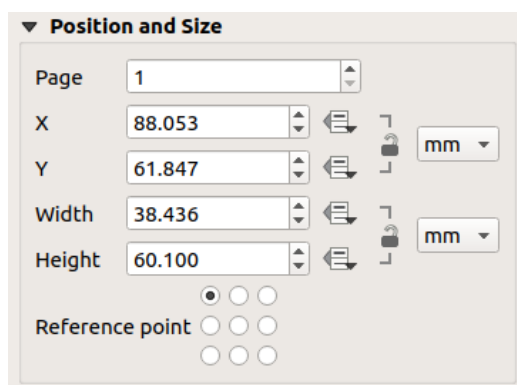 Position and Size
Page 1
X 88.053
mm
Y 61.847
Width 38.436
mm
Height 60.100
Reference point